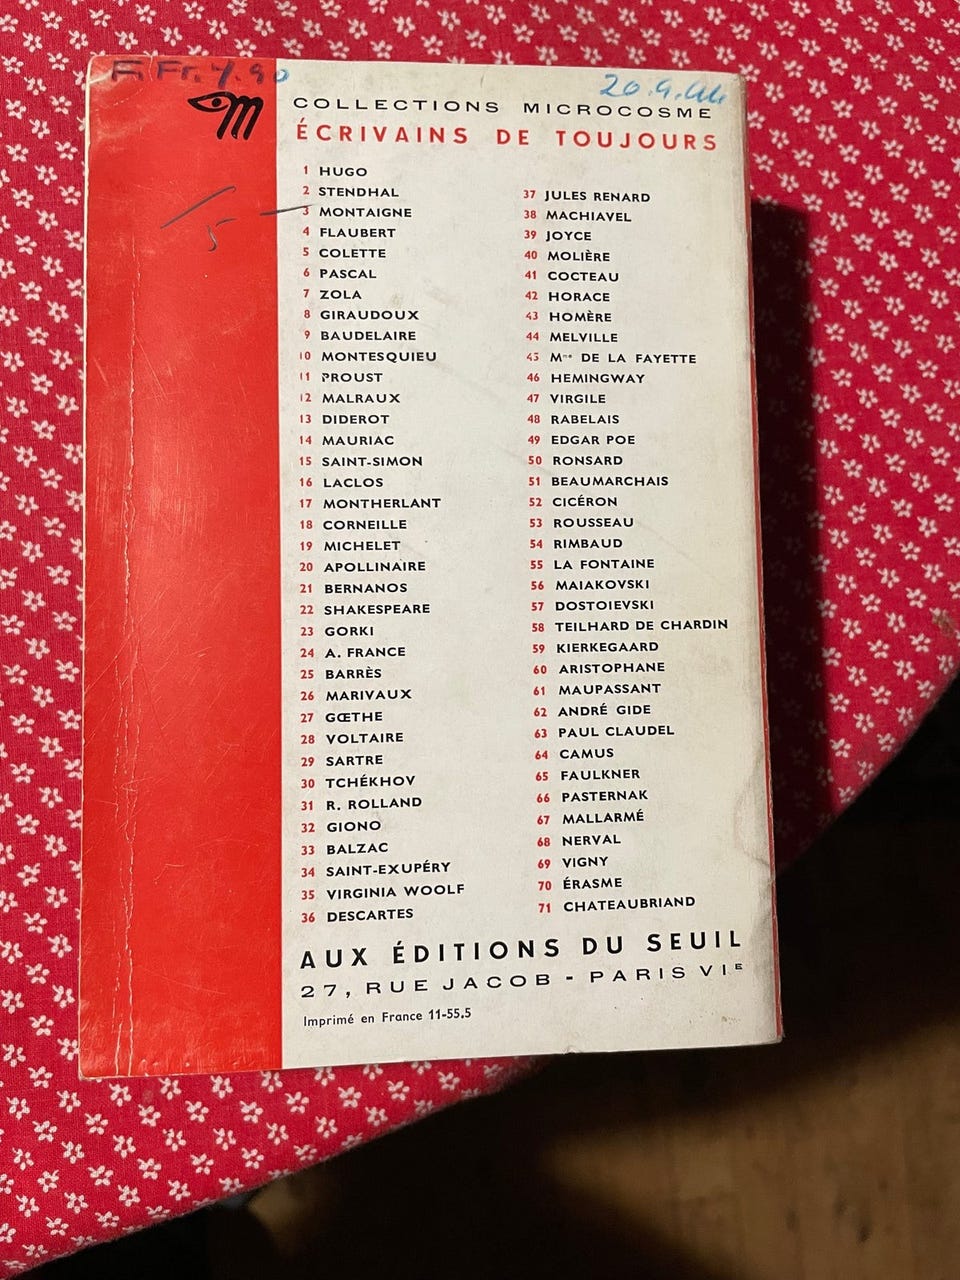 F. Fr. 7.90
20.9.66
COLLECTIONS MICROCOSME
ÉCRIVAINS DE TOUJOURS
1 HUGO
2 STENDHAL
3 MONTAIGNE
4 FLAUBERT
5 COLETTE
6 PASCAL
7 ZOLA
8 GIRAUDOUX
9 BAUDELAIRE
10 MONTESQUIEU
11 PROUST
12 MALRAUX
13 DIDEROT
14 MAURIAC
15 SAINT-SIMON
16 LACLOS
17 MONTHERLANT
18 CORNEILLE
19 MICHELET
20 APOLLINAIRE
21 BERNANOS
22 SHAKESPEARE
23 GORKI
24 A. FRANCE
25 BARRÈS
26 MARIVAUX
27 GŒTHE
28 VOLTAIRE
29 SARTRE
30 TCHÉKHOV
31 R. ROLLAND
32 GIONO
33 BALZAC
34 SAINT-EXUPÉRY
35 VIRGINIA WOOLF
36 DESCARTES
37 JULES RENARD
38 MACHIAVEL
39 JOYCE
40 MOLIÈRE
41 COCTEAU
42 HORACE
43 HOMÈRE
44 MELVILLE
45 Mme DE LA FAYETTE
46 HEMINGWAY
47 VIRGILE
48 RABELAIS
49 EDGAR POE
50 RONSARD
51 BEAUMARCHAIS
52 CICÉRON
53 ROUSSEAU
54 RIMBAUD
55 LA FONTAINE
56 MAIAKOVSKI
57 DOSTOIEVSKI
58 TEILHARD DE CHARDIN
59 KIERKEGAARD
60 ARISTOPHANE
61 MAUPASSANT
62 ANDRÉ GIDE
63 PAUL CLAUDEL
64 CAMUS
65 FAULKNER
66 PASTERNAK
67 MALLARMÉ
68 NERVAL
69 VIGNY
70 ÉRASME
71 CHATEAUBRIAND
AUX ÉDITIONS DU SEUIL
27, RUE JACOB - PARIS VIE
Imprimé en France 11-55.5